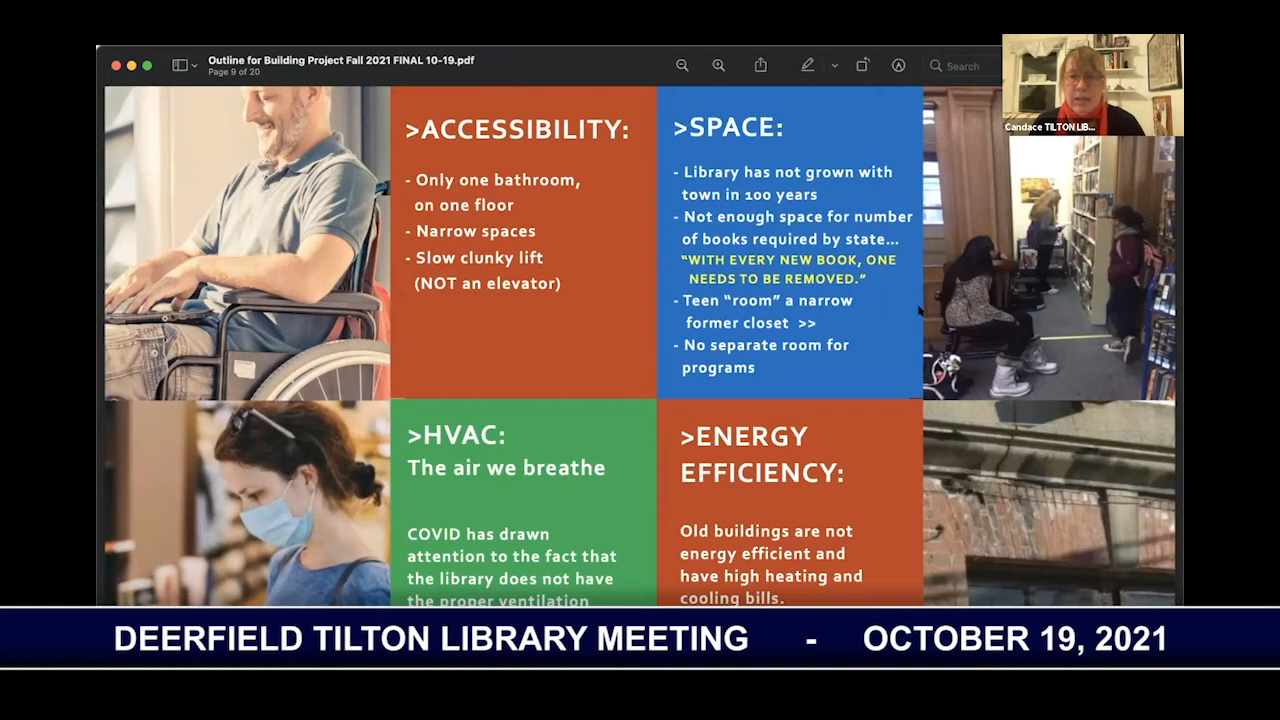 Outline for Building Project Fall 2021 FINAL 10-19.pdf
Page 9 of 20
Search
Candace TILTON LIB...
>ACCESSIBILITY:
- Only one bathroom,
on one floor
- Narrow spaces
- Slow clunky lift
(NOT an elevator)
>SPACE:
- Library has not grown with
town in 100 years
- Not enough space for number
of books required by state...
"WITH EVERY NEW BOOK, ONE
NEEDS TO BE REMOVED."
- Teen "room" a narrow
former closet >>
- No separate room for
programs
>HVAC:
The air we breathe
COVID has drawn
attention to the fact that
the library does not have
the proper ventilation
>ENERGY
EFFICIENCY:
Old buildings are not
energy efficient and
have high heating and
cooling bills.
DEERFIELD TILTON LIBRARY MEETING - OCTOBER 19, 2021